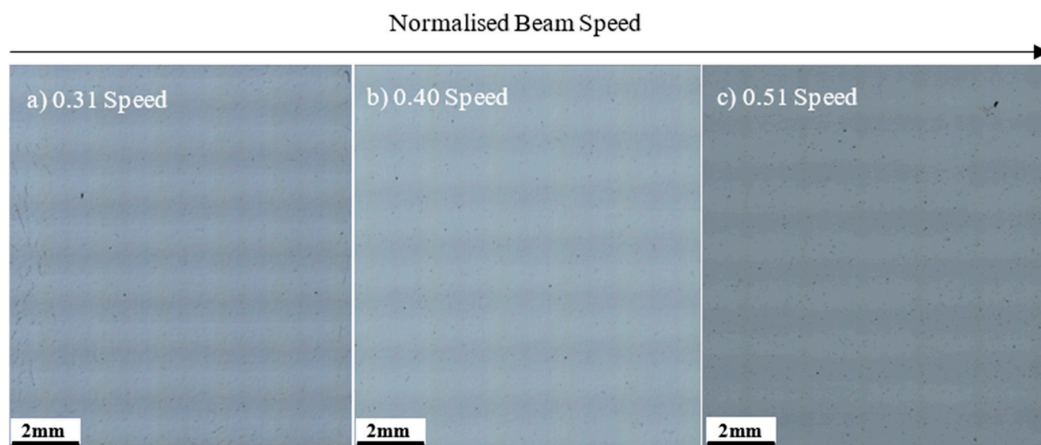 Normalised Beam Speed
a) 0.31 Speed
b) 0.40 Speed
c) 0.51 Speed
2mm
2mm
2mm